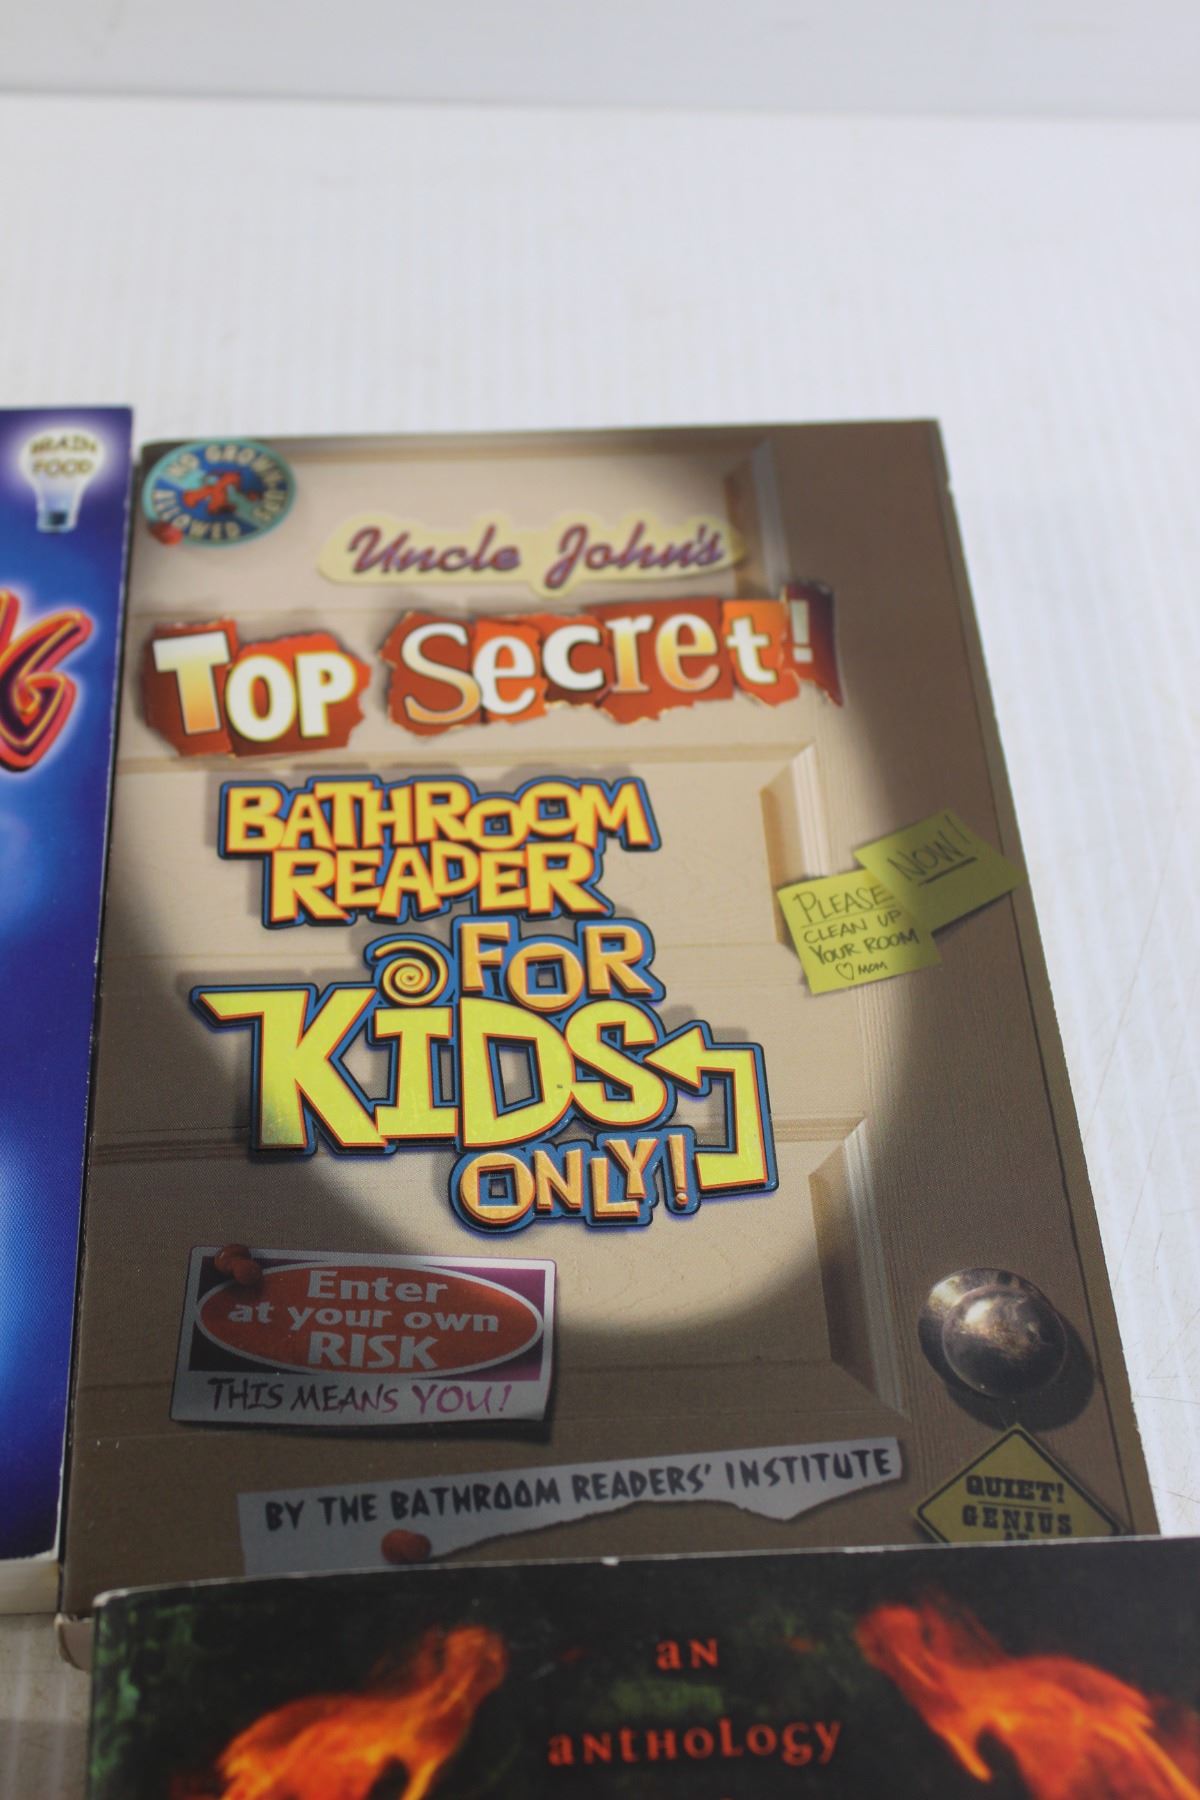 BRAIN
FOOD
G
NO GROWN-UPS
ALLOWED
Uncle John's
TOP SecreT!
BATHROOM
READER
FOR
KIDS
ONLY!
NOW!
PLEASE
CLEAN UP
YOUR ROOM
♡ MOM
Enter
at your own
RISK
THIS MEANS YOU!
BY THE BATHROOM READERS' INSTITUTE
QUIET!
GENIUS
AT
aN
aNtHoLoGy